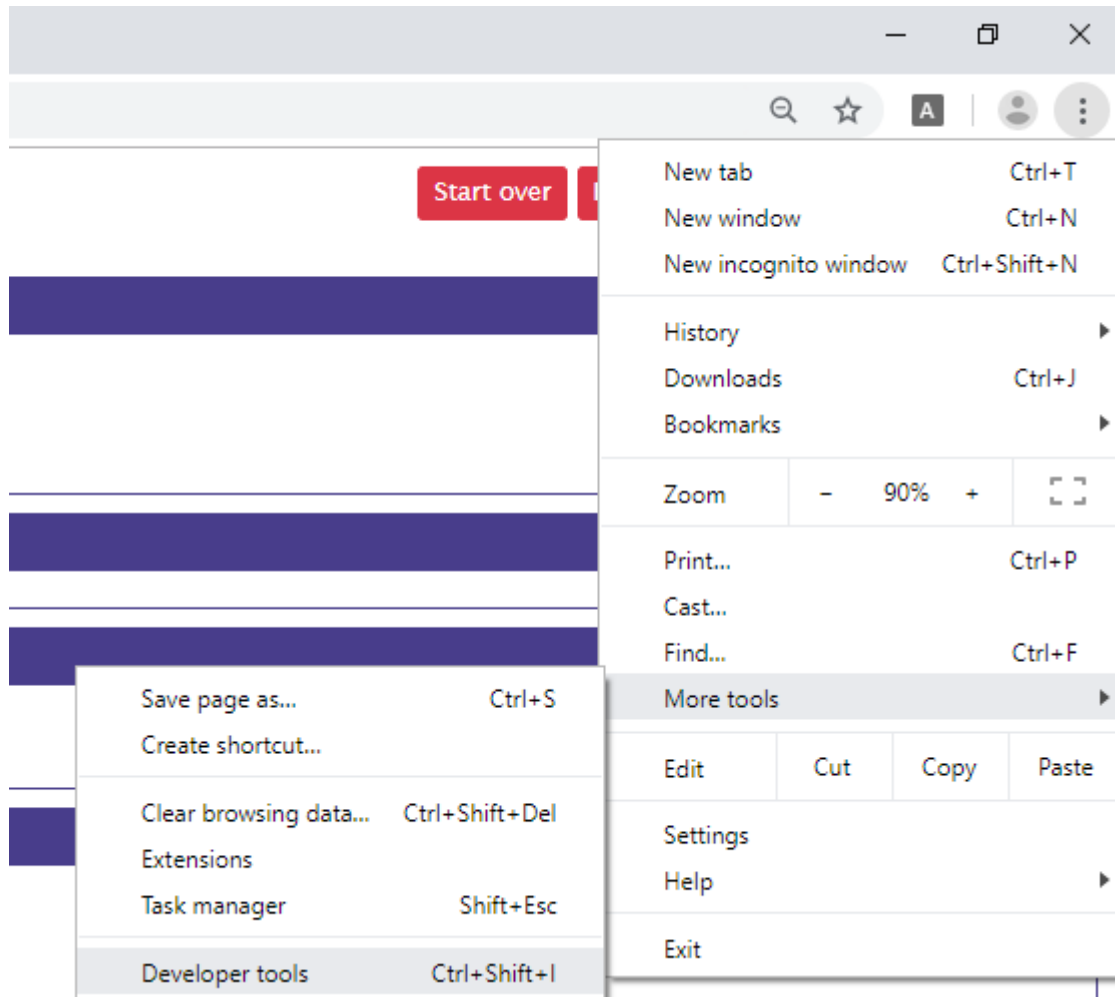 A
Start over
New tab Ctrl+T
New window Ctrl+N
New incognito window Ctrl+Shift+N
History
Downloads Ctrl+J
Bookmarks
Zoom - 90% +
Print... Ctrl+P
Cast...
Find... Ctrl+F
More tools
Edit Cut Copy Paste
Settings
Help
Exit
Save page as... Ctrl+S
Create shortcut...
Clear browsing data... Ctrl+Shift+Del
Extensions
Task manager Shift+Esc
Developer tools Ctrl+Shift+I